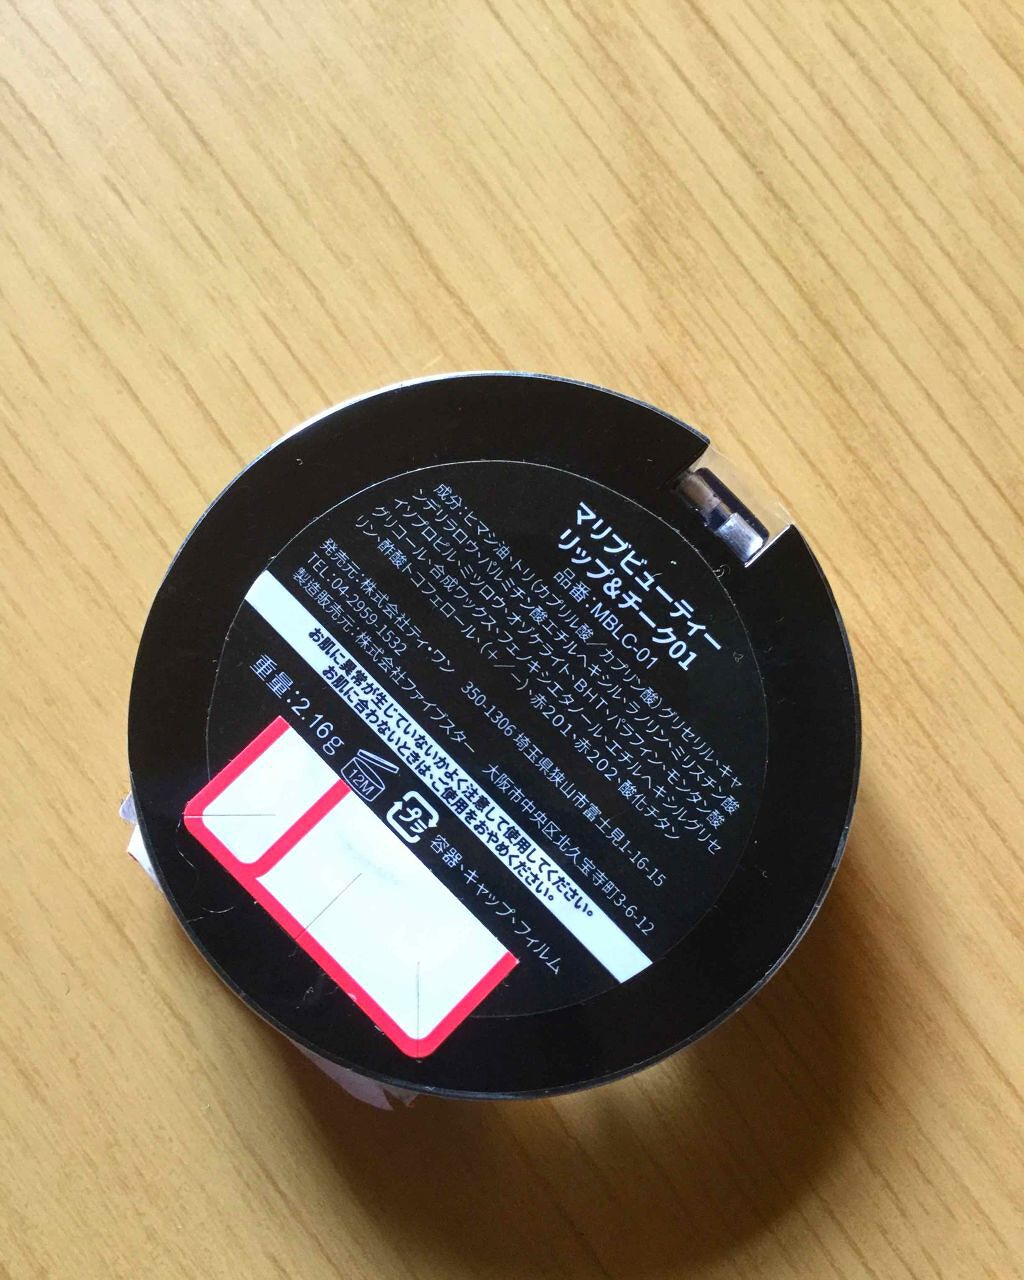 マリブビューティー
リップ&チーク01
品番:MBLC-01
成分:ヒマシ油、トリ(カプリル酸/カプリン酸)グリセリル、キャ
ンデリラロウ、パルミチン酸エチルヘキシル、ラノリン、ミリスチン酸
イソプロピル、ミツロウ、オゾケライト、BHT、パラフィン、モンタン酸
グリコール、合成ワックス、フェノキシエタノール、エチルヘキシルグリセ
リン、酢酸トコフェロール、(+/-)、赤201、赤202、酸化チタン
発売元:株式会社ティ・ワン 350-1306 埼玉県狭山市富士見1-16-15
TEL:04-2959-1532
製造販売元:株式会社ファイブスター 大阪市中央区北久宝寺町3-6-12
お肌に異常が生じていないかよく注意して使用してください。
お肌に合わないときは、ご使用をおやめください。
重量:2.16g
12M
プラ
容器、キャップ、フィルム